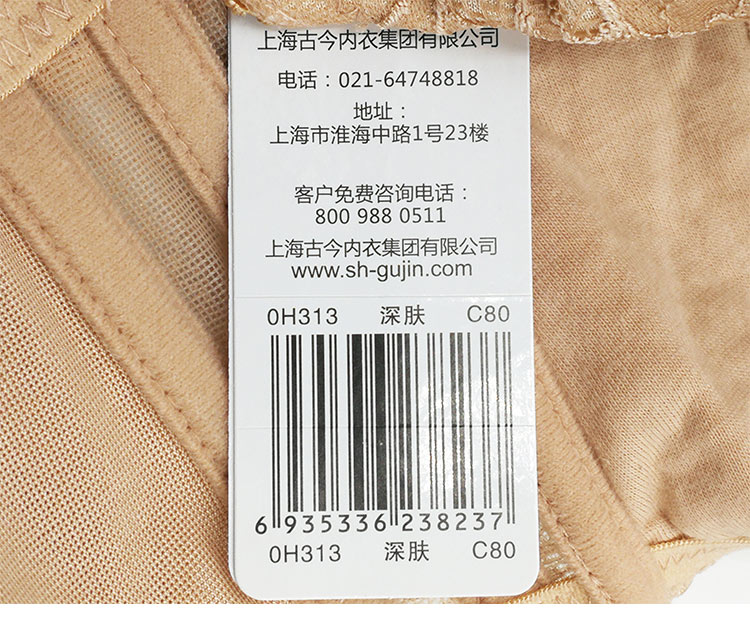 上海古今内衣集团有限公司
电话：021-64748818
地址：
上海市淮海中路1号23楼
客户免费咨询电话：
800 988 0511
上海古今内衣集团有限公司
www.sh-gujin.com
0H313 深肤 C80
6 935336 238237
0H313 深肤 C80